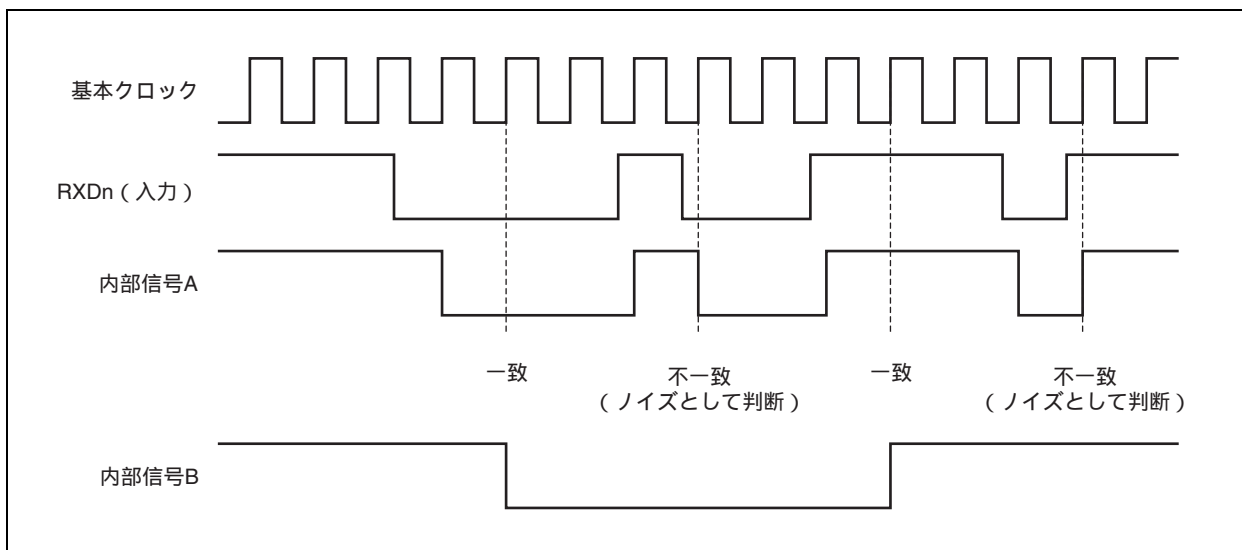 基本クロック
RXDn（入力）
内部信号A
一致
不一致
（ノイズとして判断）
一致
不一致
（ノイズとして判断）
内部信号B